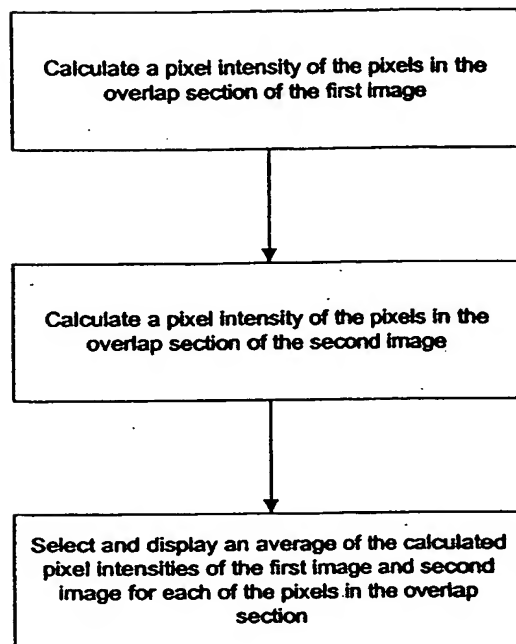 Calculate a pixel intensity of the pixels in the
overlap section of the first image
Calculate a pixel intensity of the pixels in the
overlap section of the second image
Select and display an average of the calculated
pixel intensities of the first image and second
image for each of the pixels in the overlap
section